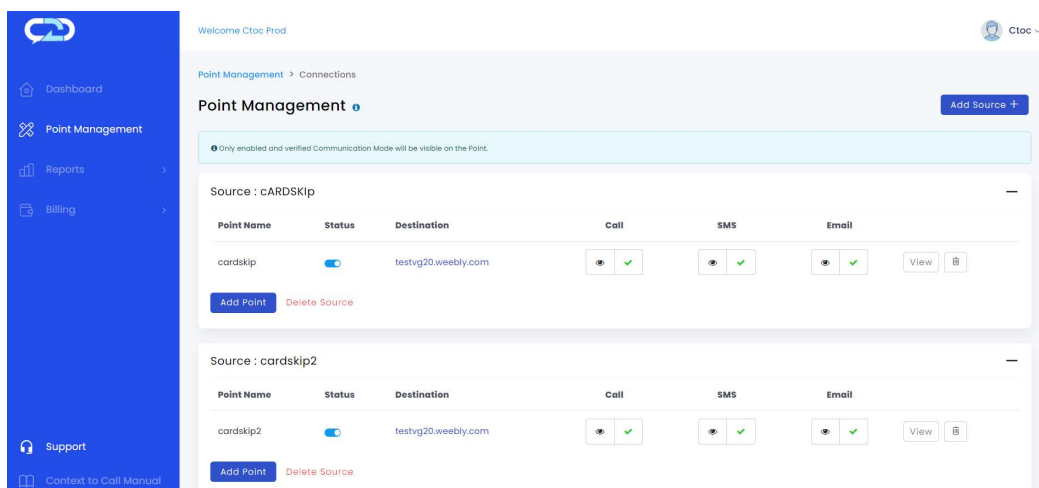 Welcome Ctoc Prod
Ctoc
Dashboard
Point Management
Reports
Billing
Support
Context to Call Manual
Point Management > Connections
Point Management
Add Source +
Only enabled and verified Communication Mode will be visible on the Point.
Source : cARDSKIp
Point Name Status Destination Call SMS Email
cardskip testvg20.weebly.com View
Add Point Delete Source
Source : cardskip2
Point Name Status Destination Call SMS Email
cardskip2 testvg20.weebly.com View
Add Point Delete Source